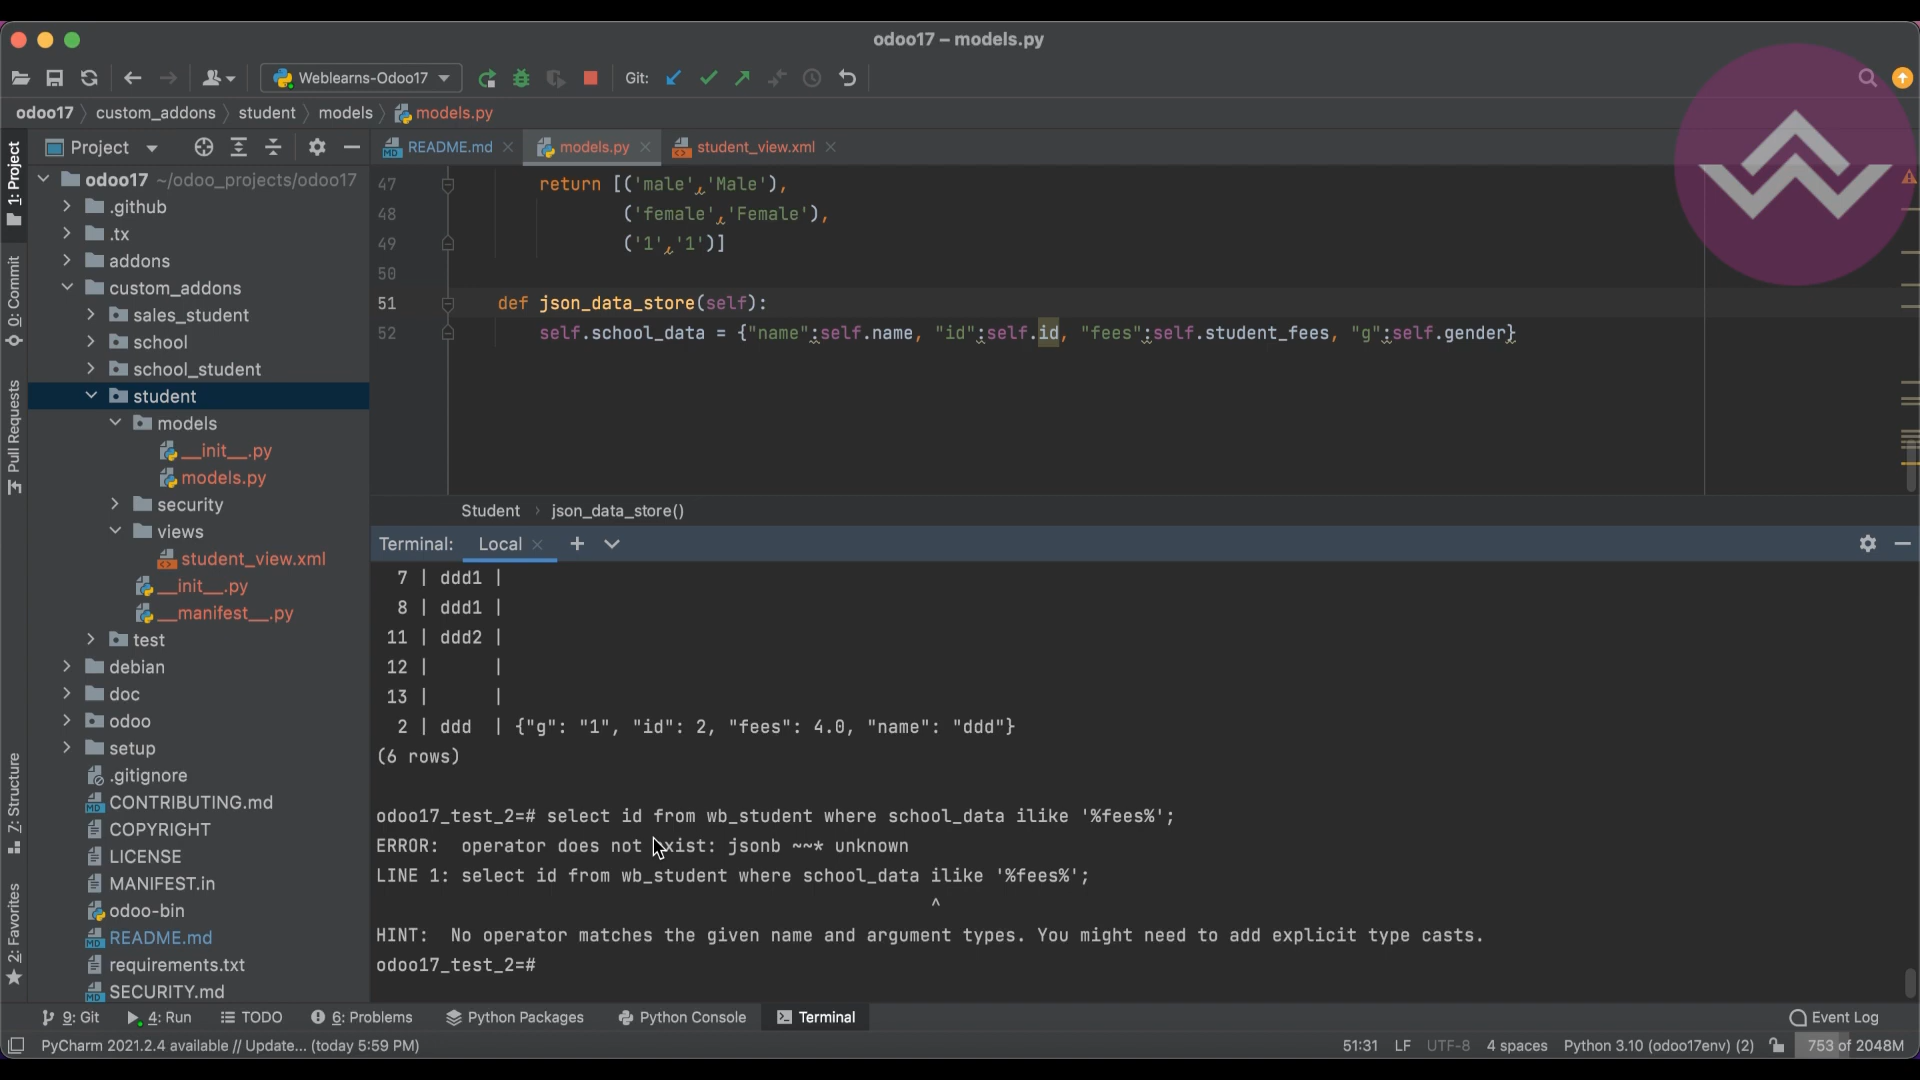 odoo17 – models.py
Weblearns-Odoo17
Git:
odoo17 custom_addons student models models.py
1: Project
0: Commit
Pull Requests
7: Structure
2: Favorites
Project
odoo17 ~/odoo_projects/odoo17
.github
.tx
addons
custom_addons
sales_student
school
school_student
student
models
__init__.py
models.py
security
views
student_view.xml
__init__.py
__manifest__.py
test
debian
doc
odoo
setup
.gitignore
CONTRIBUTING.md
COPYRIGHT
LICENSE
MANIFEST.in
odoo-bin
README.md
requirements.txt
SECURITY.md
README.md models.py student_view.xml
47 return [('male','Male'),
48 ('female','Female'),
49 ('1','1')]
50
51 def json_data_store(self):
52 self.school_data = {"name":self.name, "id":self.id, "fees":self.student_fees, "g":self.gender}
Student › json_data_store()
Terminal: Local
7 | ddd1 |
8 | ddd1 |
11 | ddd2 |
12 | |
13 | |
2 | ddd | {"g": "1", "id": 2, "fees": 4.0, "name": "ddd"}
(6 rows)
odoo17_test_2=# select id from wb_student where school_data ilike '%fees%';
ERROR: operator does not exist: jsonb ~~* unknown
LINE 1: select id from wb_student where school_data ilike '%fees%';
^
HINT: No operator matches the given name and argument types. You might need to add explicit type casts.
odoo17_test_2=#
9: Git 4: Run TODO 6: Problems Python Packages Python Console Terminal Event Log
PyCharm 2021.2.4 available // Update... (today 5:59 PM) 51:31 LF UTF-8 4 spaces Python 3.10 (odoo17env) (2) 753 of 2048M